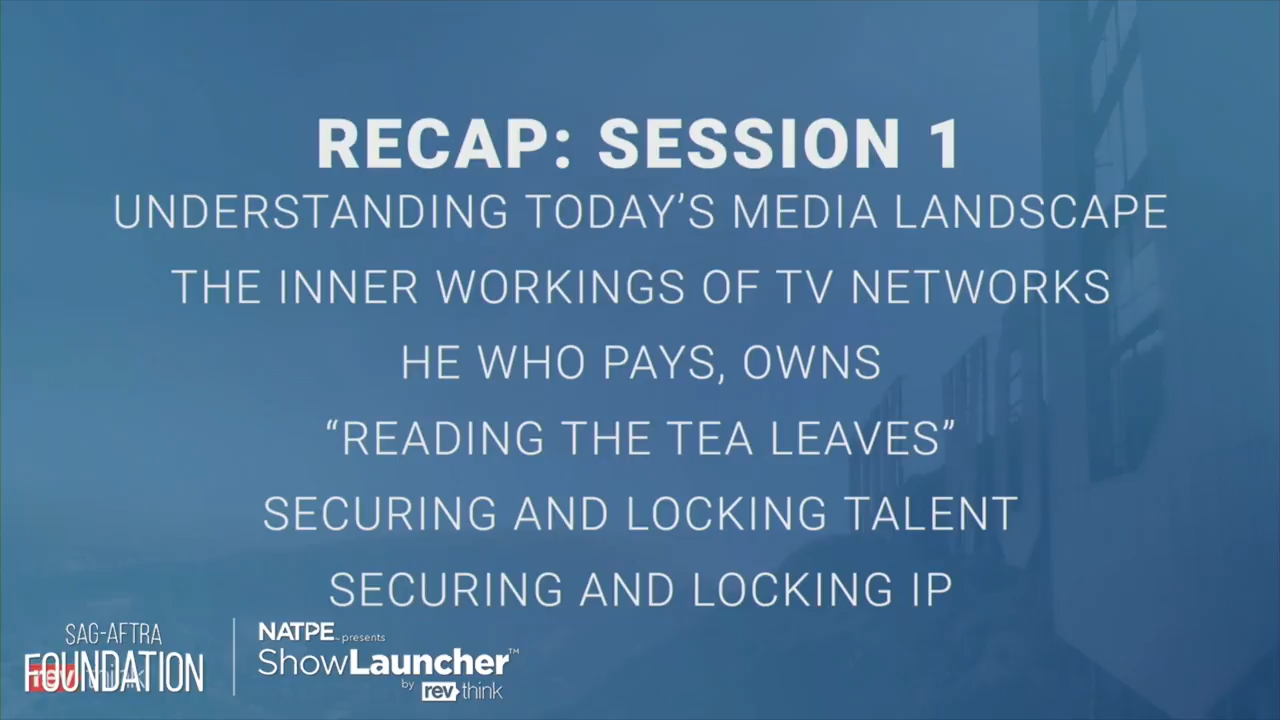 RECAP: SESSION 1
UNDERSTANDING TODAY’S MEDIA LANDSCAPE
THE INNER WORKINGS OF TV NETWORKS
HE WHO PAYS, OWNS
“READING THE TEA LEAVES”
SECURING AND LOCKING TALENT
SECURING AND LOCKING IP
SAG-AFTRA
FOUNDATION
rev think
NATPE presents
ShowLauncher™
by rev think